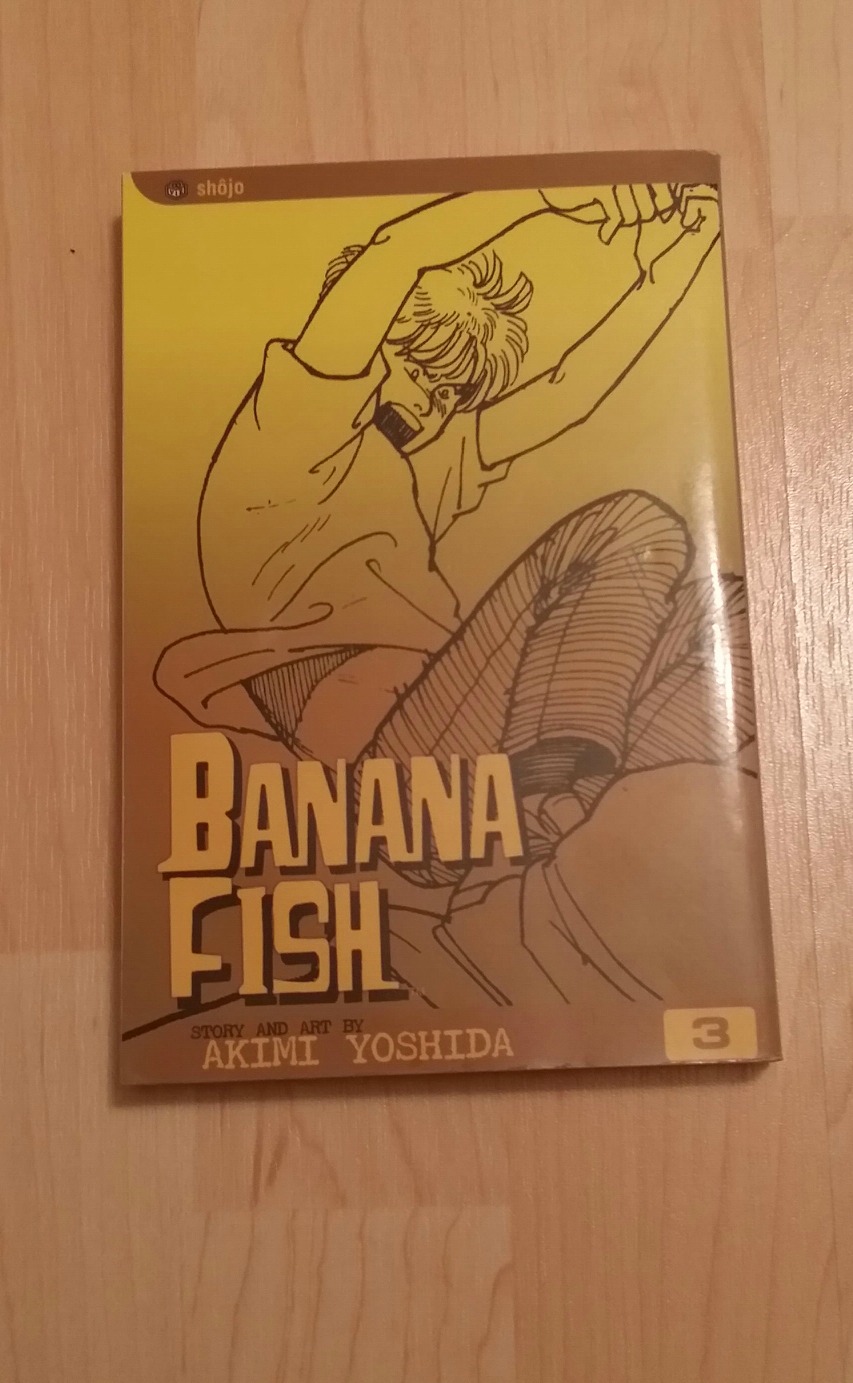 shôjo
BANANA
FISH
STORY AND ART BY
AKIMI YOSHIDA
3